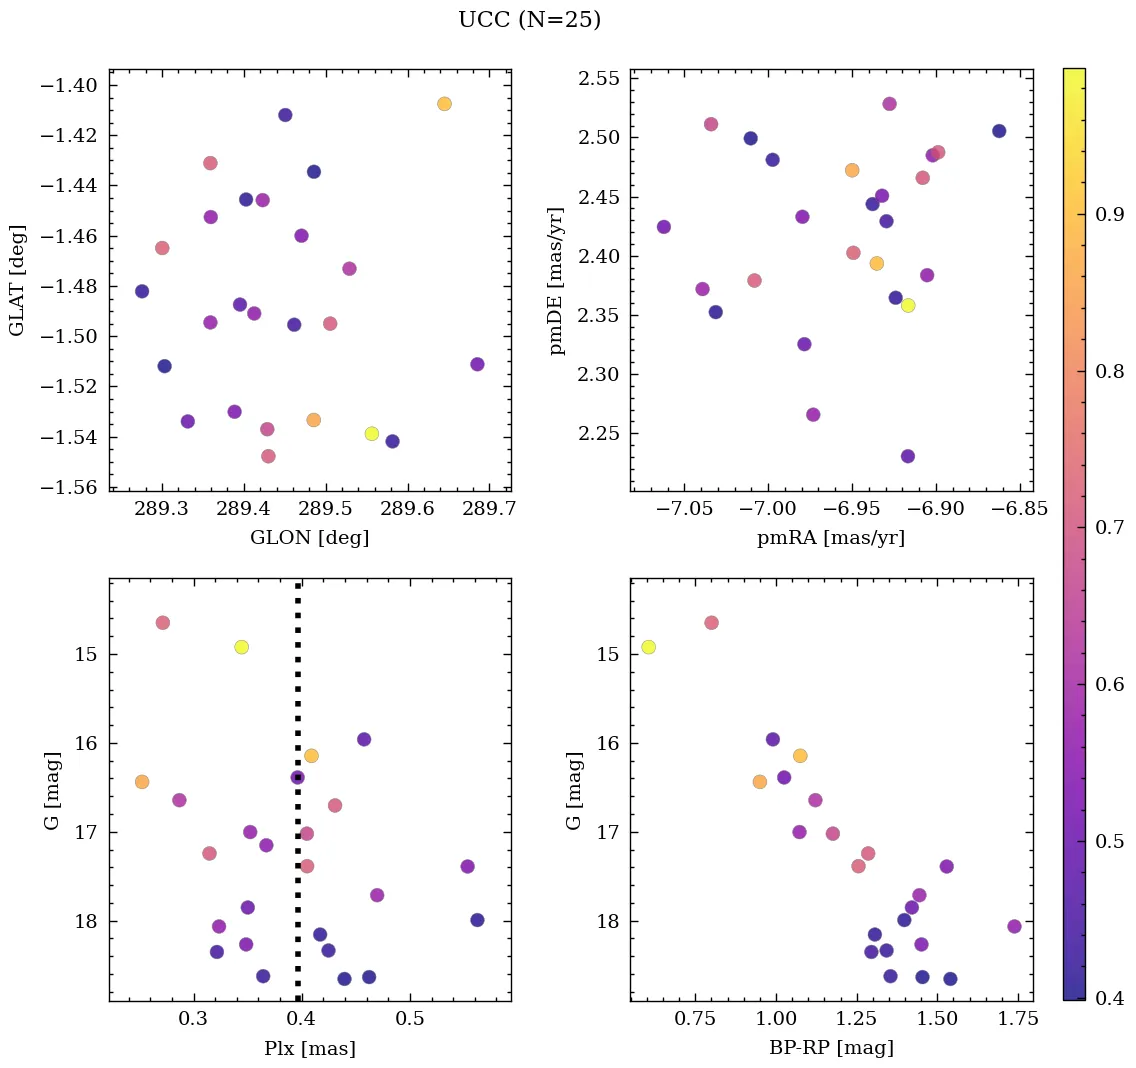 UCC (N=25)
−1.40
−1.42
−1.44
−1.46
−1.48
−1.50
−1.52
−1.54
−1.56
GLAT [deg]
289.3 289.4 289.5 289.6 289.7
GLON [deg]
2.55
2.50
2.45
2.40
2.35
2.30
2.25
pmDE [mas/yr]
−7.05 −7.00 −6.95 −6.90 −6.85
pmRA [mas/yr]
15
16
17
18
G [mag]
0.3 0.4 0.5
Plx [mas]
15
16
17
18
G [mag]
0.75 1.00 1.25 1.50 1.75
BP-RP [mag]
0.9
0.8
0.7
0.6
0.5
0.4